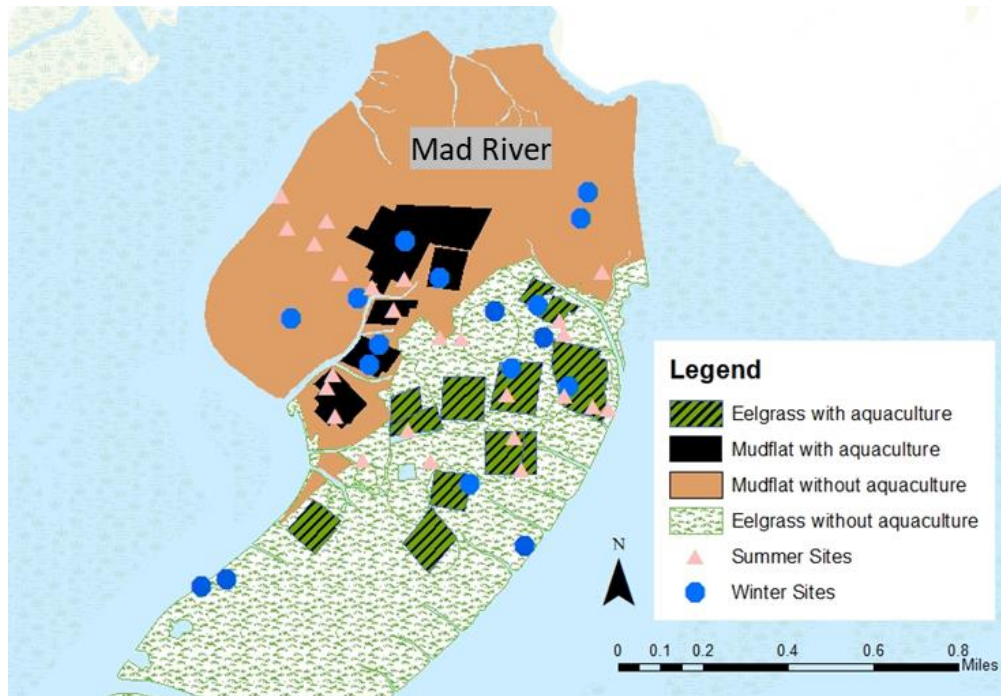 Mad River
Legend
Eelgrass with aquaculture
Mudflat with aquaculture
Mudflat without aquaculture
Eelgrass without aquaculture
Summer Sites
Winter Sites
N
0 0.1 0.2 0.4 0.6 0.8
Miles